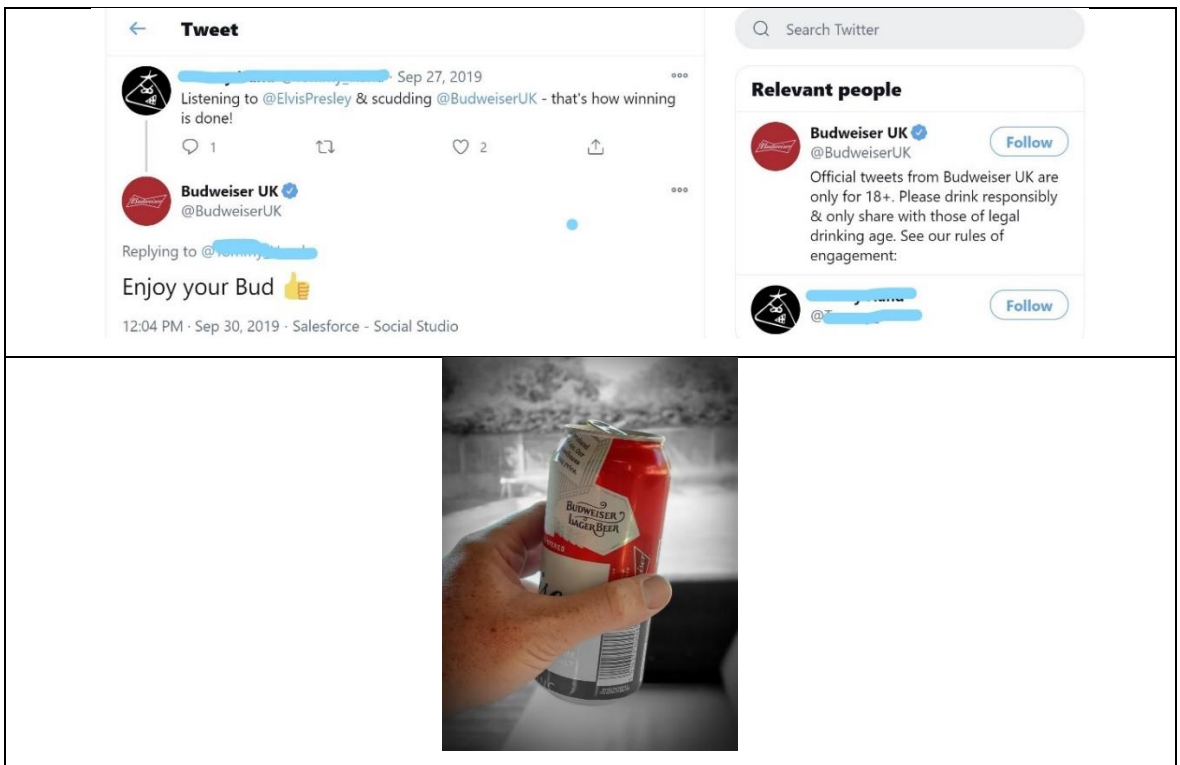 Tweet
Sep 27, 2019
Listening to @ElvisPresley & scudding @BudweiserUK - that's how winning
is done!
1
2
Budweiser UK
@BudweiserUK
Replying to @
Enjoy your Bud 👍
12:04 PM · Sep 30, 2019 · Salesforce - Social Studio
Search Twitter
Relevant people
Budweiser UK
@BudweiserUK
Follow
Official tweets from Budweiser UK are
only for 18+. Please drink responsibly
& only share with those of legal
drinking age. See our rules of
engagement:
Follow
BUDWEISER
LAGER BEER